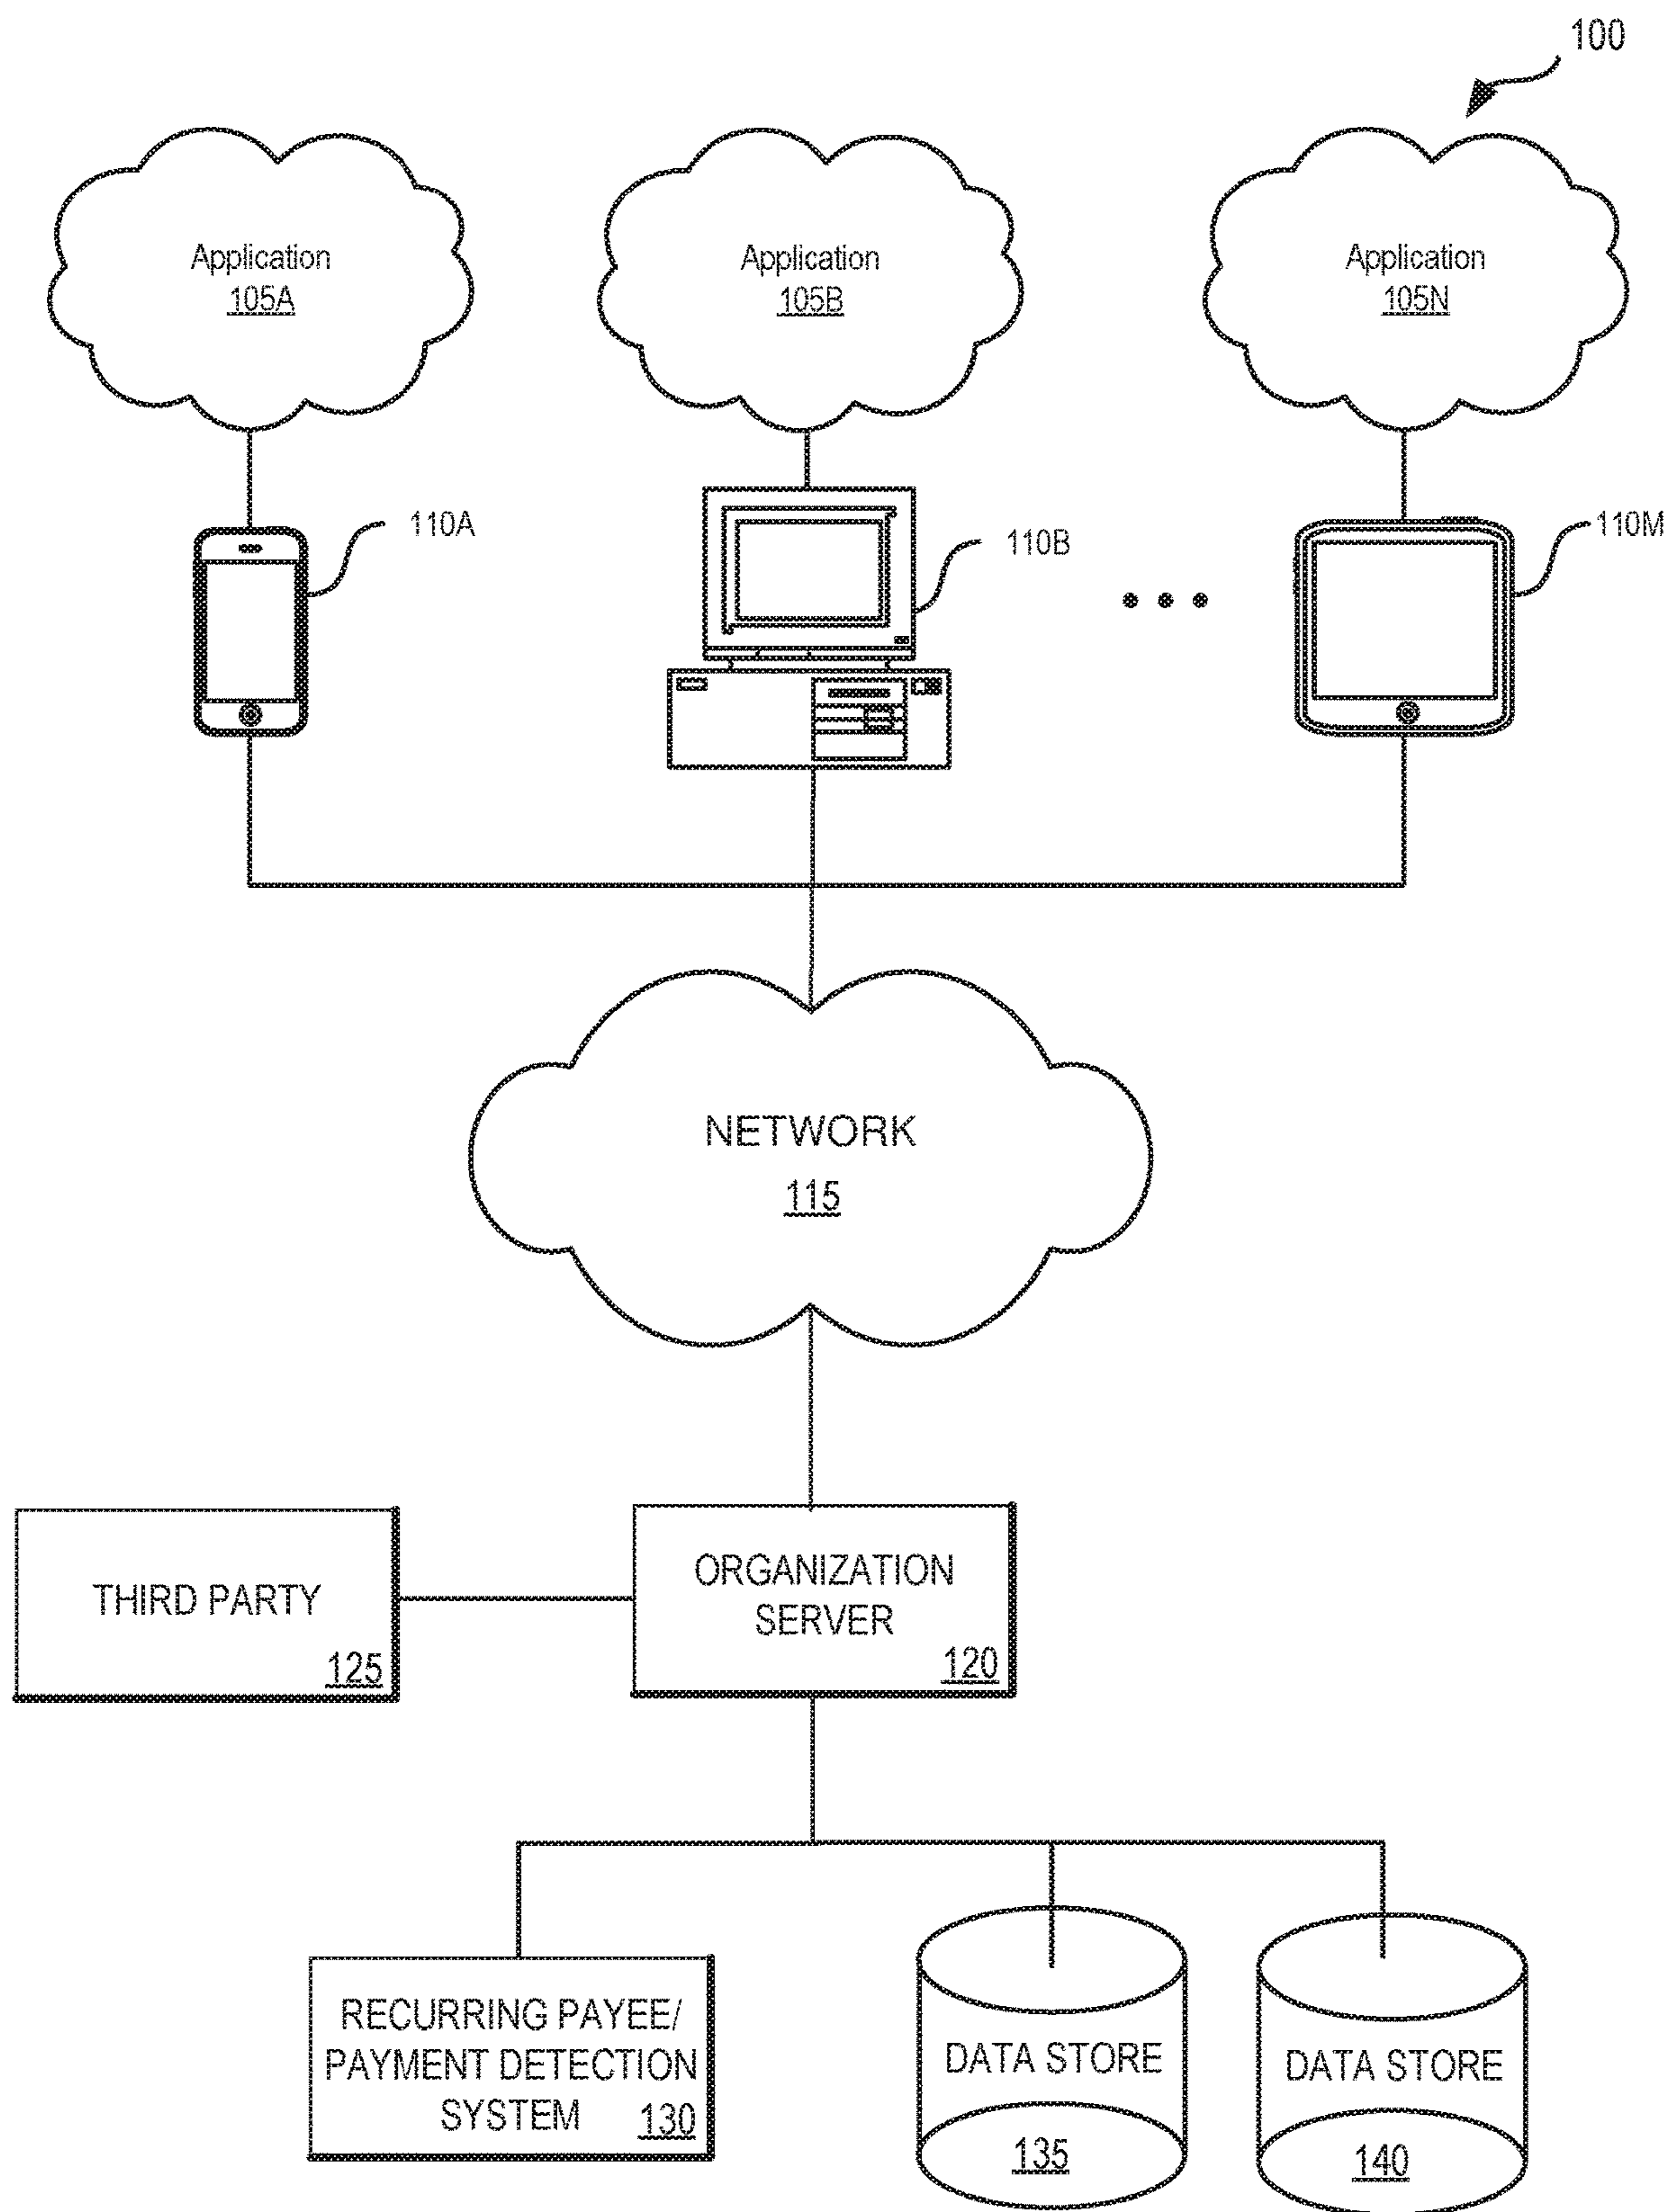 100
Application
105A
Application
105B
Application
105N
110A
110B
110M
NETWORK
115
THIRD PARTY
125
ORGANIZATION
SERVER
120
RECURRING PAYEE/
PAYMENT DETECTION
SYSTEM
130
DATA STORE
135
DATA STORE
140